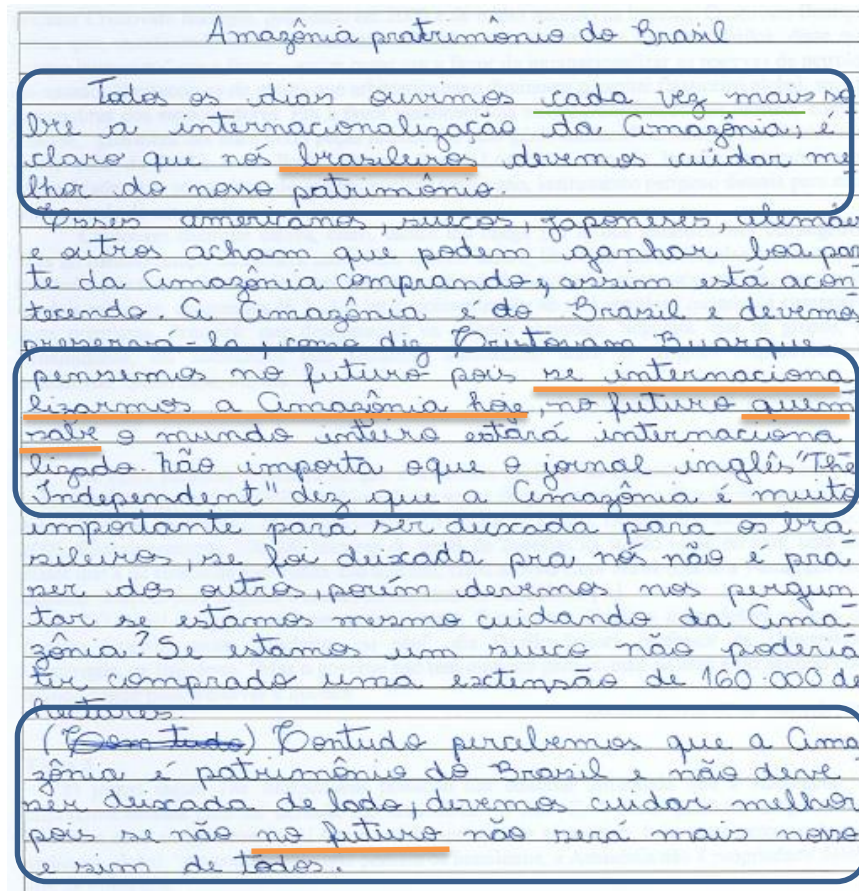 Amazônia pratrimônio do Brasil
Todos os dias ouvimos cada vez mais so
bre a internacionalização da Amazônia, é
claro que nós brasileiros devemos cuidar me
lhor do nosso patrimônio.
Esses americanos, suecos, japoneses, alemães
e outros acham que podem ganhar boa par
te da Amazônia comprando, assim está acon
tecendo. A Amazônia é do Brasil e devemos
preservá-la, como diz Cristovam Buarque
pensemos no futuro pois se internaciona
lizarmos a Amazônia hoje, no futuro quem
sabe o mundo inteiro estará internaciona
lizado. não importa oque o jornal inglês "The
Independent" diz que a Amazônia é muito
importante para ser deixada para os bra
sileiros, se foi deixada pra nós não é pra
ser dos outros, porém devemos nos pergun
tar se estamos mesmo cuidando da Ama
zônia? Se estamos um sueco não poderia
ter comprado uma extensão de 160.000 de
hectares.
(Com tudo) Contudo percebemos que a Ama
zônia é patrimônio do Brasil e não deve
ser deixada de lado, devemos cuidar melhor
pois se não no futuro não será mais nosso
e sim de todos.